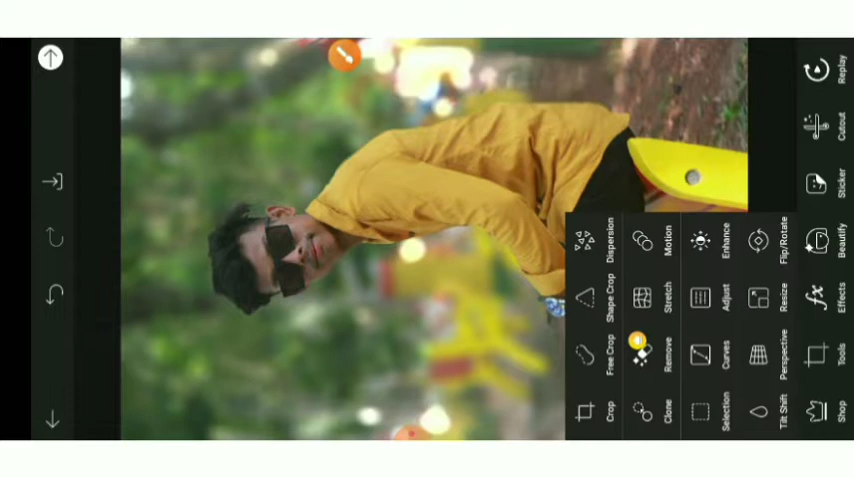 Crop
Free Crop
Shape Crop
Dispersion
Clone
Remove
Stretch
Motion
Selection
Curves
Adjust
Enhance
Tilt Shift
Perspective
Resize
Flip/Rotate
Shop
Tools
Effects
Beautify
Sticker
Cutout
Replay